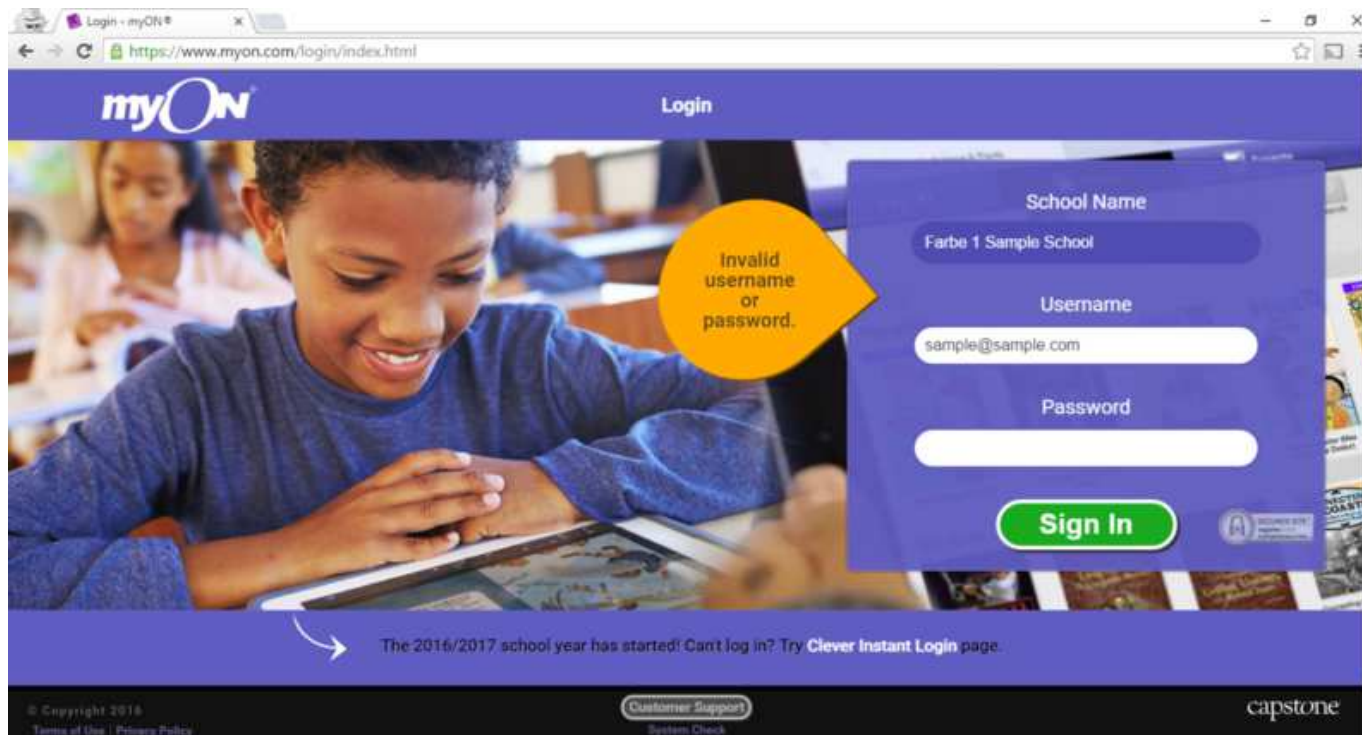 Login - myON®
https://www.myon.com/login/index.html
myON
Login
School Name
Farbe 1 Sample School
Invalid
username
or
password.
Username
sample@sample.com
Password
Sign In
The 2016/2017 school year has started! Can't log in? Try Clever Instant Login page.
© Copyright 2016
Customer Support
capstone
Terms of Use | Privacy Policy
System Check